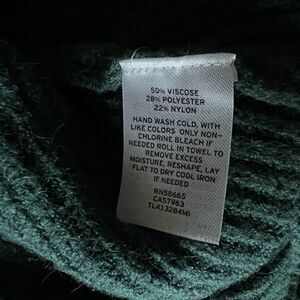 50% VISCOSE
28% POLYESTER
22% NYLON
HAND WASH COLD, WITH
LIKE COLORS ONLY NON-
CHLORINE BLEACH IF
NEEDED ROLL IN TOWEL TO
REMOVE EXCESS
MOISTURE, RESHAPE, LAY
FLAT TO DRY COOL IRON
IF NEEDED
RN58665
CA57963
TL413284MI